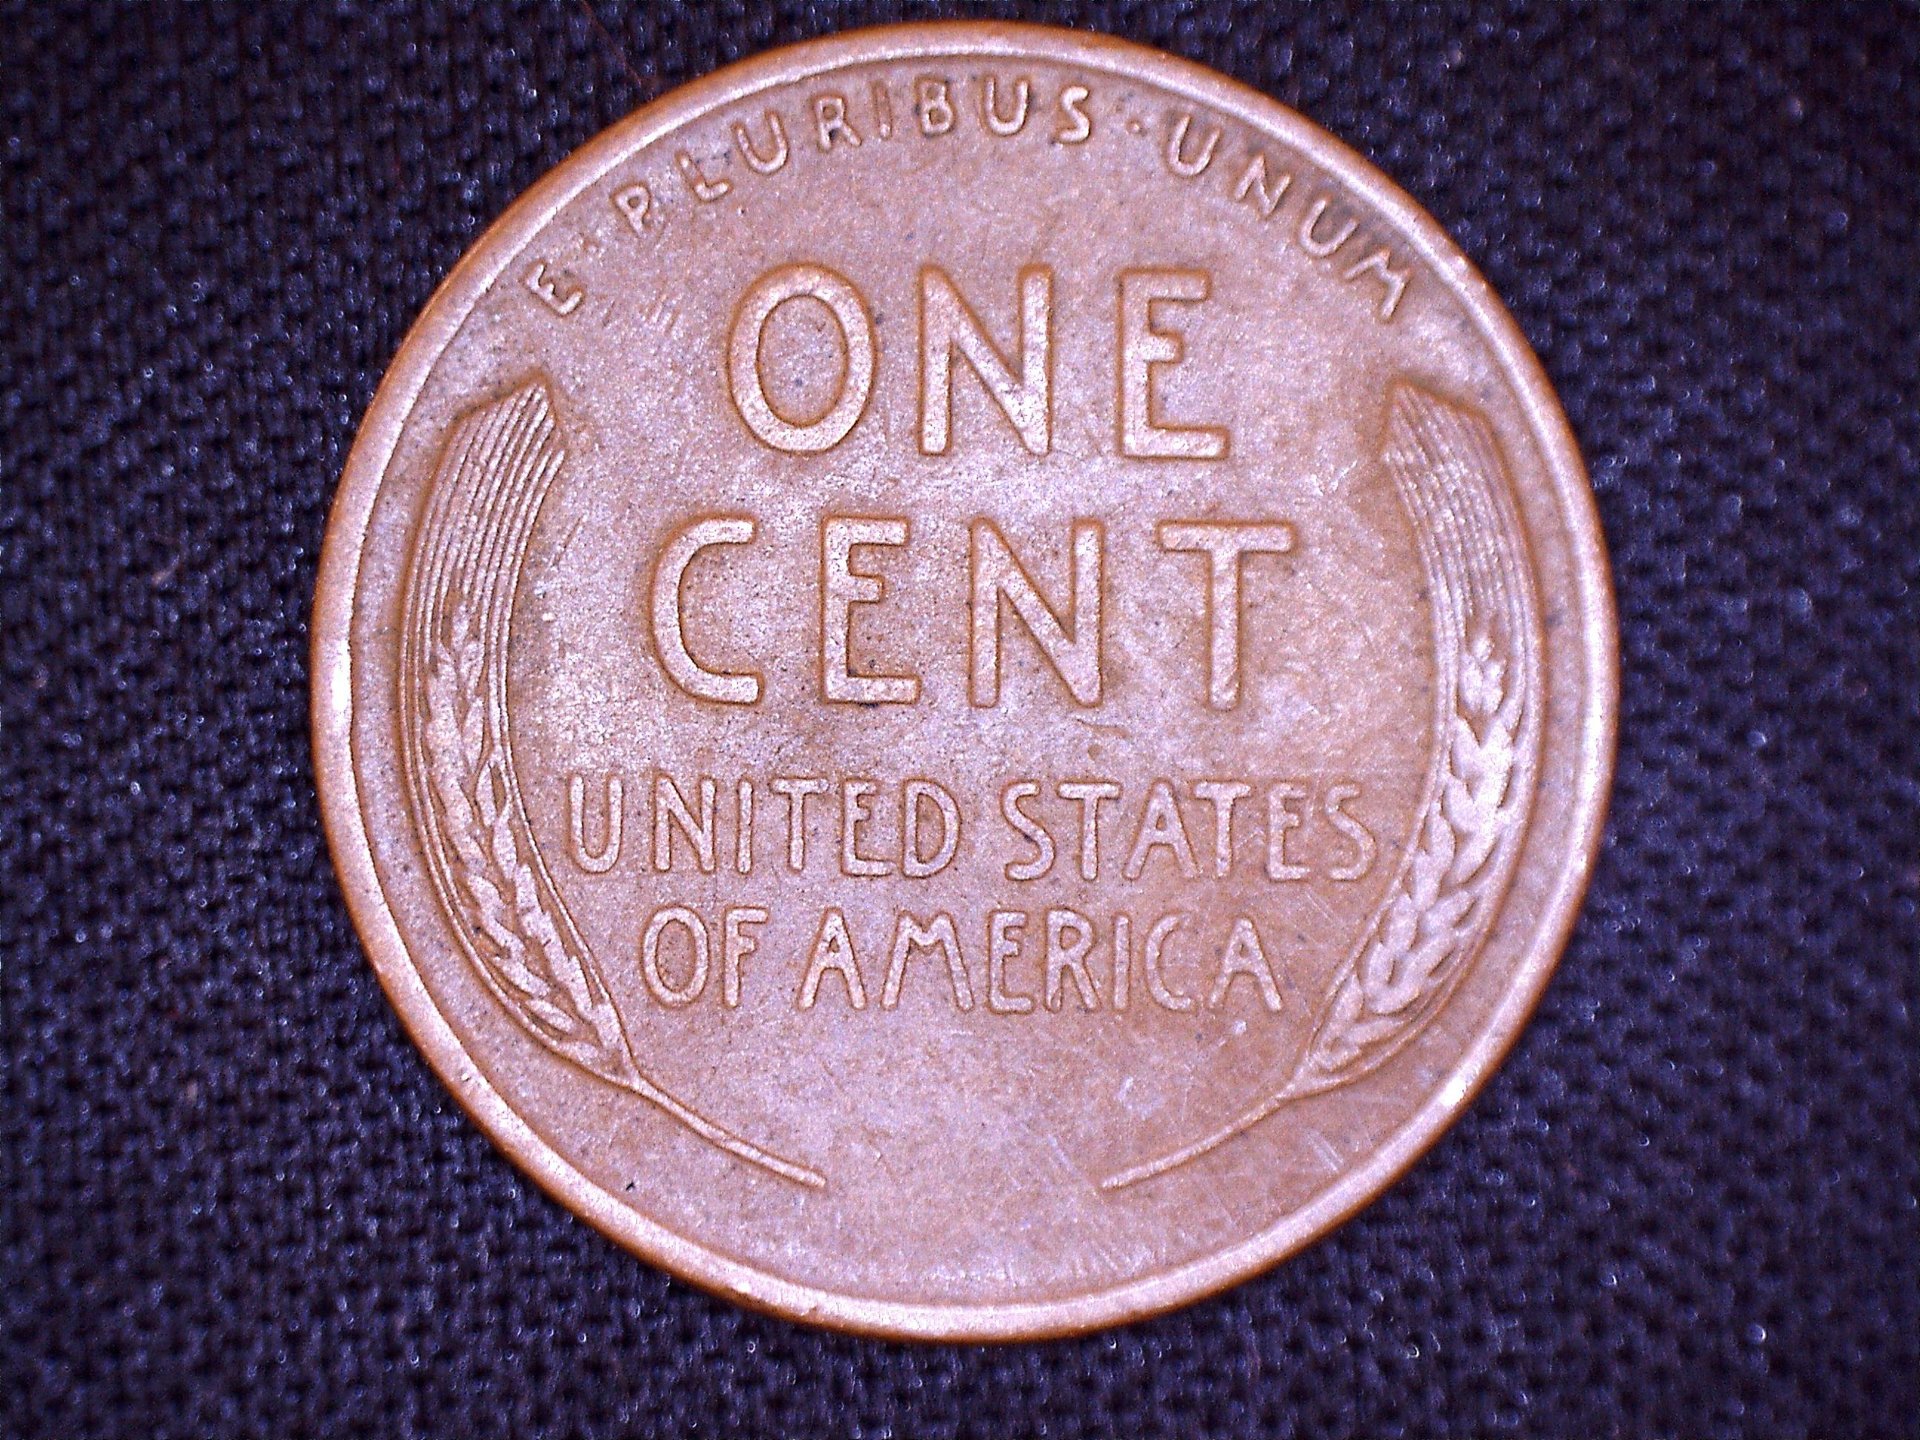 E·PLURIBUS·UNUM
ONE
CENT
UNITED STATES
OF AMERICA